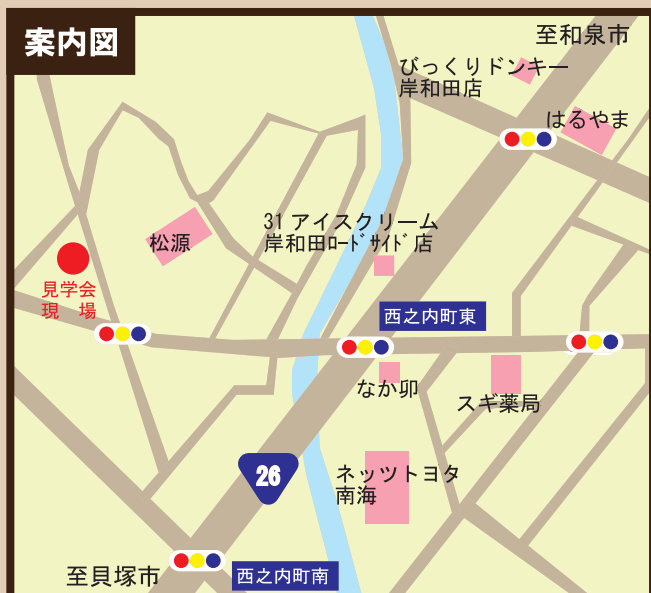 案内図
至和泉市
びっくりドンキー
岸和田店
はるやま
31 アイスクリーム
岸和田ﾛｰﾄﾞｻｲﾄﾞ店
松源
見学会
現 場
西之内町東
なか卯
スギ薬局
26
ネッツトヨタ
南海
至貝塚市
西之内町南